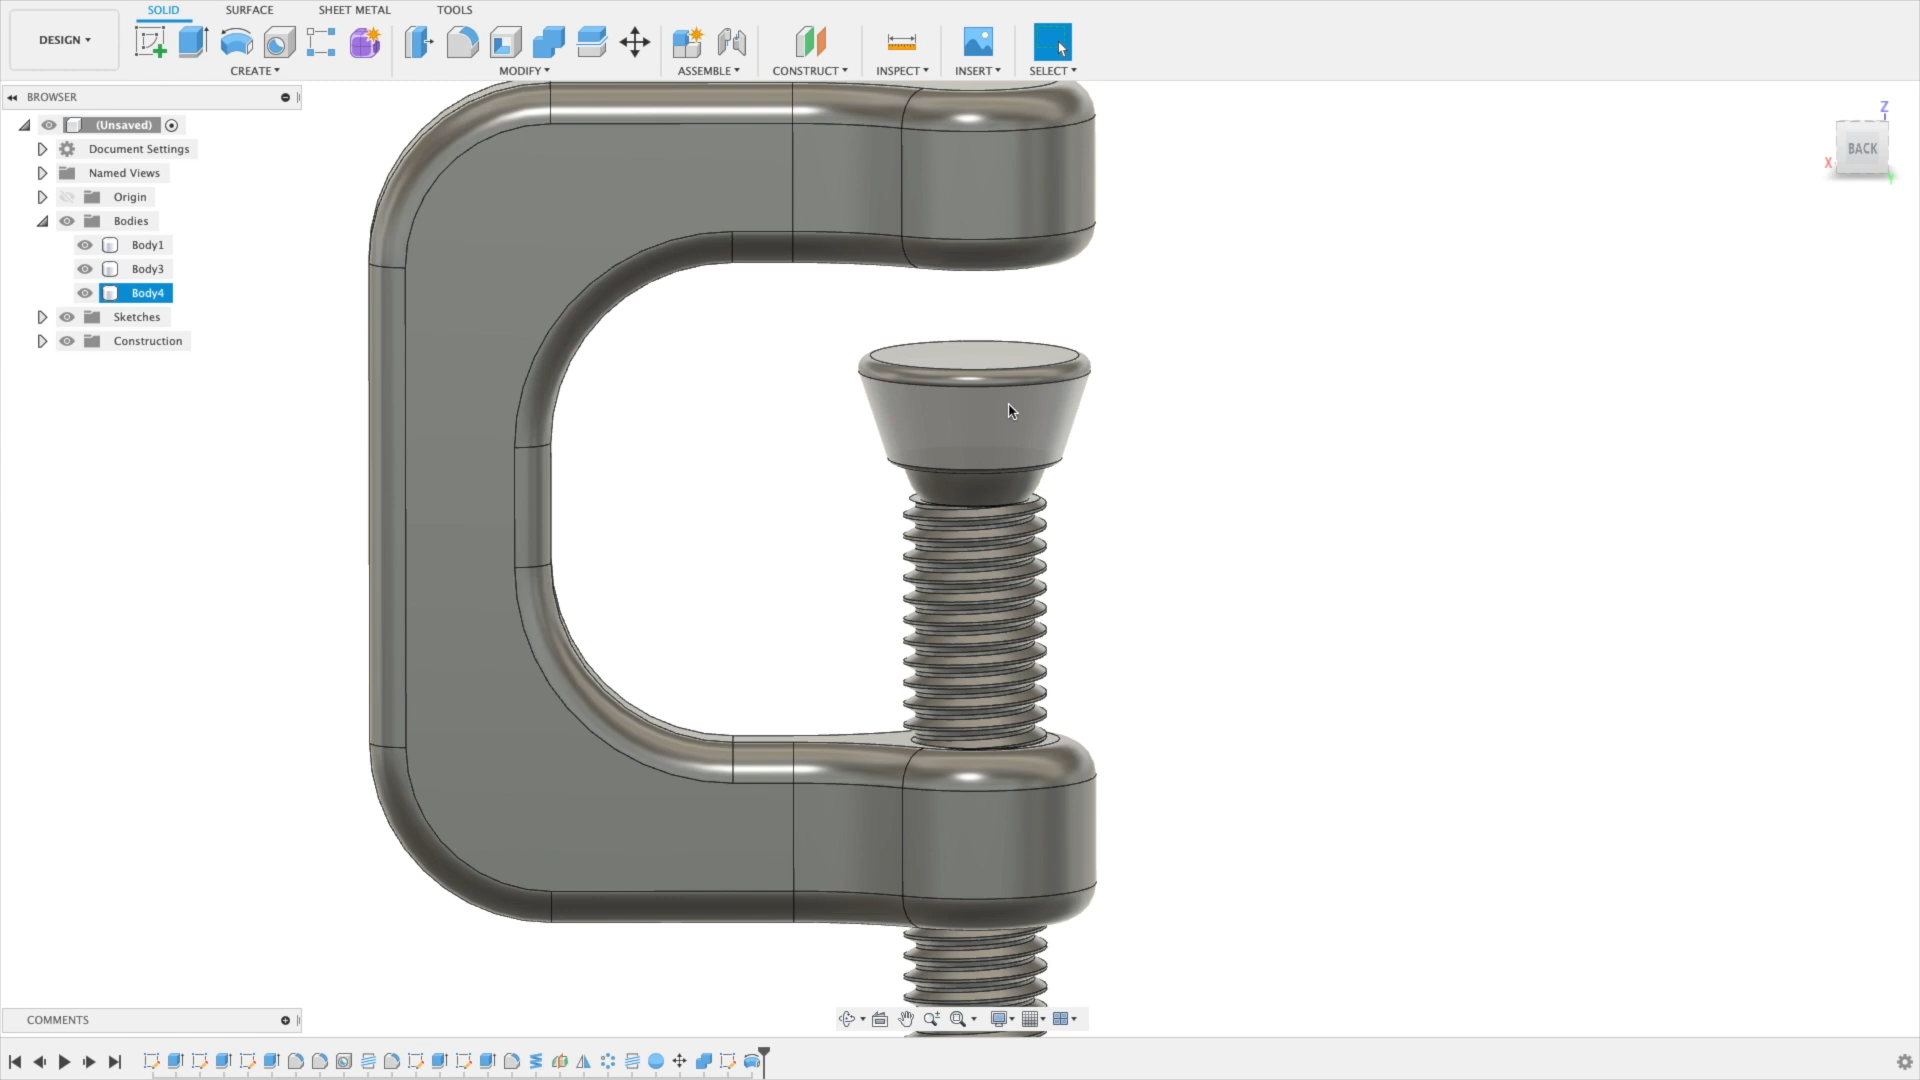 SOLID SURFACE SHEET METAL TOOLS
DESIGN
CREATE MODIFY ASSEMBLE CONSTRUCT INSPECT INSERT SELECT
BROWSER
(Unsaved)
Document Settings
Named Views
Origin
Bodies
Body1
Body3
Body4
Sketches
Construction
Z
X
BACK
Y
COMMENTS